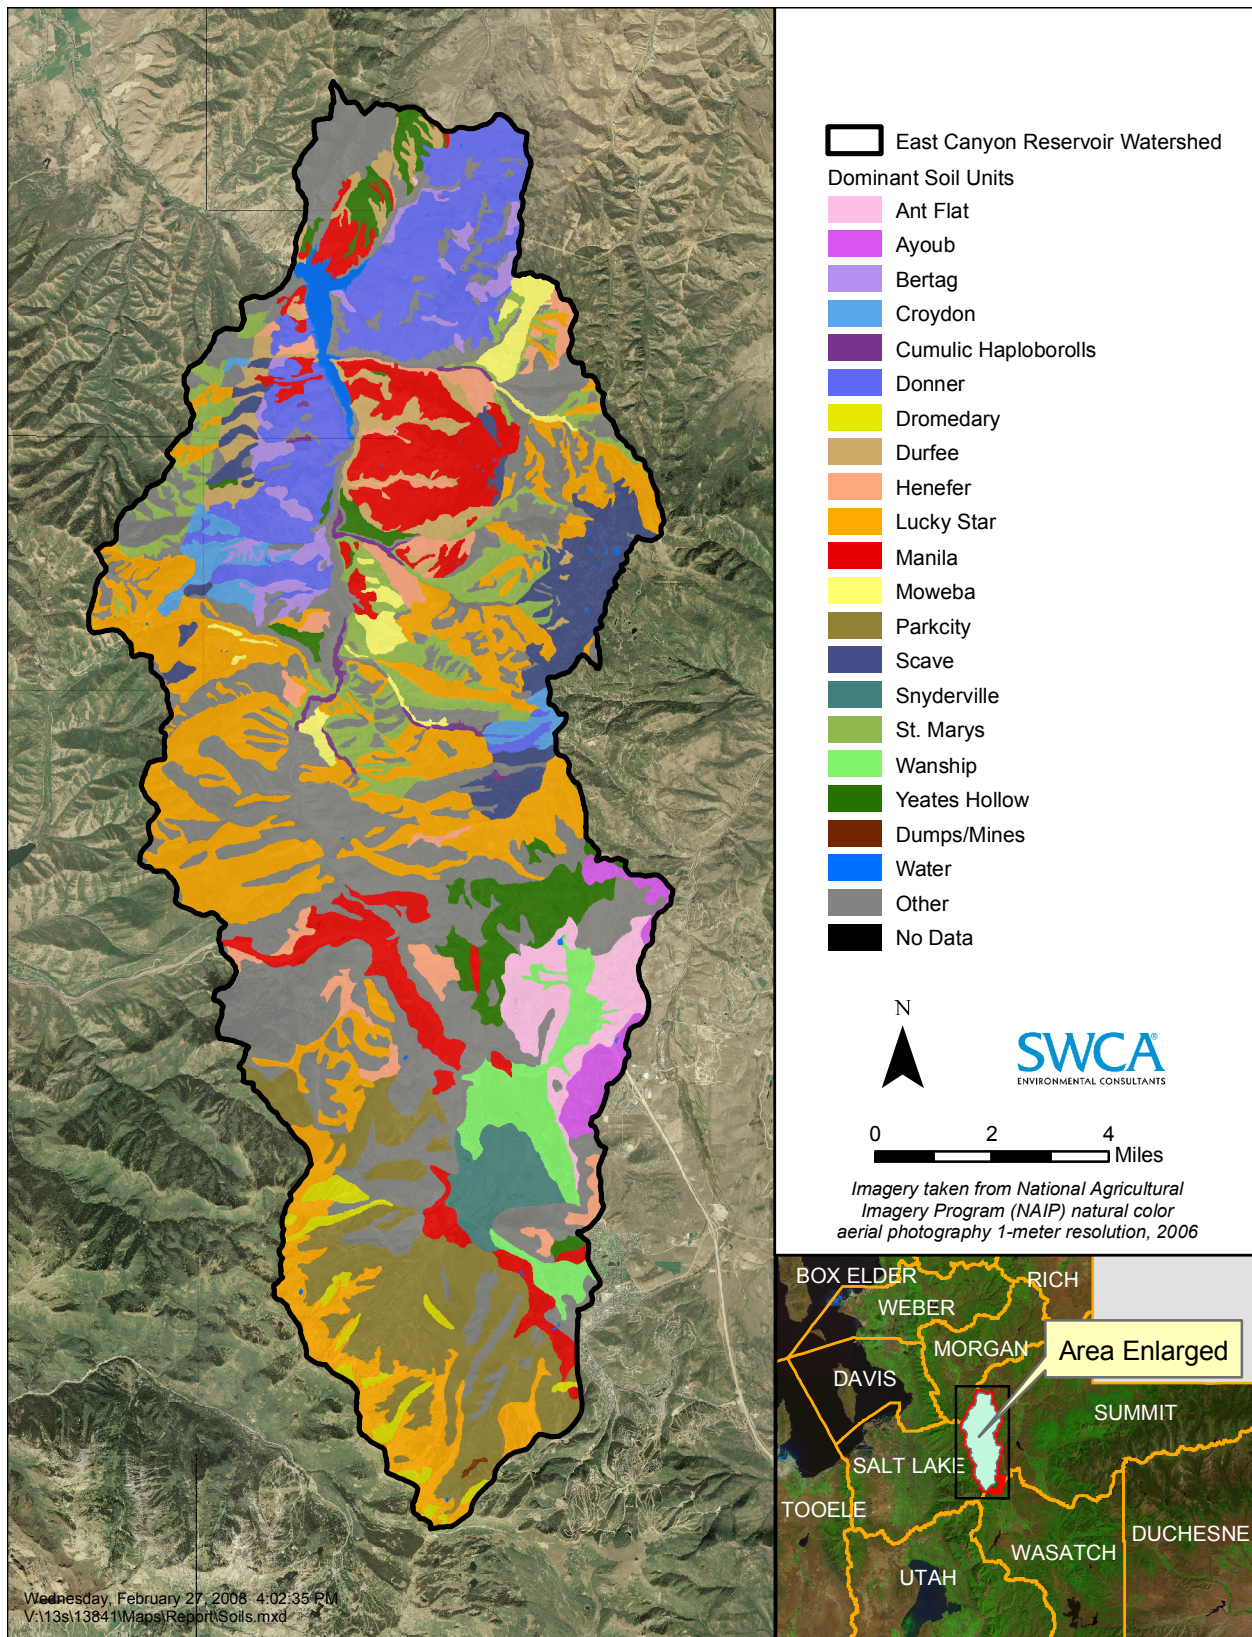 East Canyon Reservoir Watershed
Dominant Soil Units
Ant Flat
Ayoub
Bertag
Croydon
Cumulic Haploborolls
Donner
Dromedary
Durfee
Henefer
Lucky Star
Manila
Moweba
Parkcity
Scave
Snyderville
St. Marys
Wanship
Yeates Hollow
Dumps/Mines
Water
Other
No Data
N
SWCA®
ENVIRONMENTAL CONSULTANTS
0 2 4
Miles
Imagery taken from National Agricultural
Imagery Program (NAIP) natural color
aerial photography 1-meter resolution, 2006
BOX ELDER
RICH
WEBER
MORGAN
Area Enlarged
DAVIS
SUMMIT
SALT LAKE
TOOELE
DUCHESNE
WASATCH
UTAH
Wednesday, February 27, 2008 4:02:35 PM
V:\13s\13841\Maps\Report\Soils.mxd